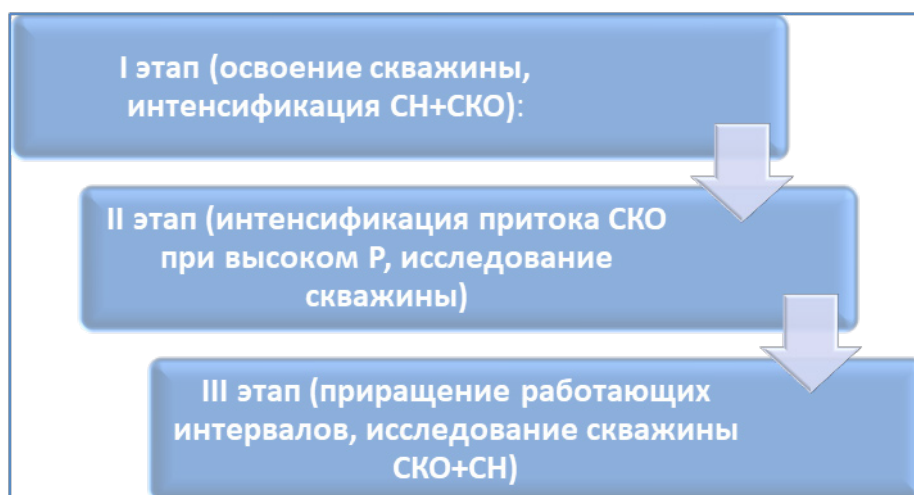 I этап (освоение скважины,
интенсификация СН+СКО):
II этап (интенсификация притока СКО
при высоком Р, исследование
скважины)
III этап (приращение работающих
интервалов, исследование скважины
СКО+СН)